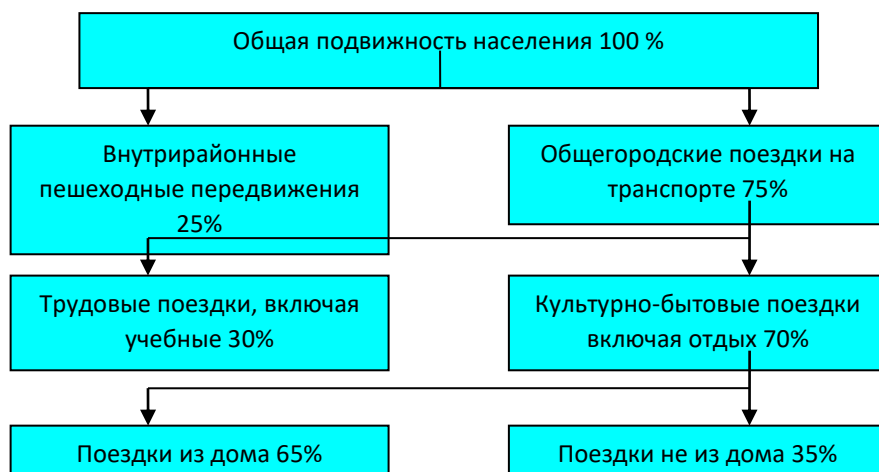 Общая подвижность населения 100 %
Внутрирайонные
пешеходные передвижения
25%
Общегородские поездки на
транспорте 75%
Трудовые поездки, включая
учебные 30%
Культурно-бытовые поездки
включая отдых 70%
Поездки из дома 65%
Поездки не из дома 35%